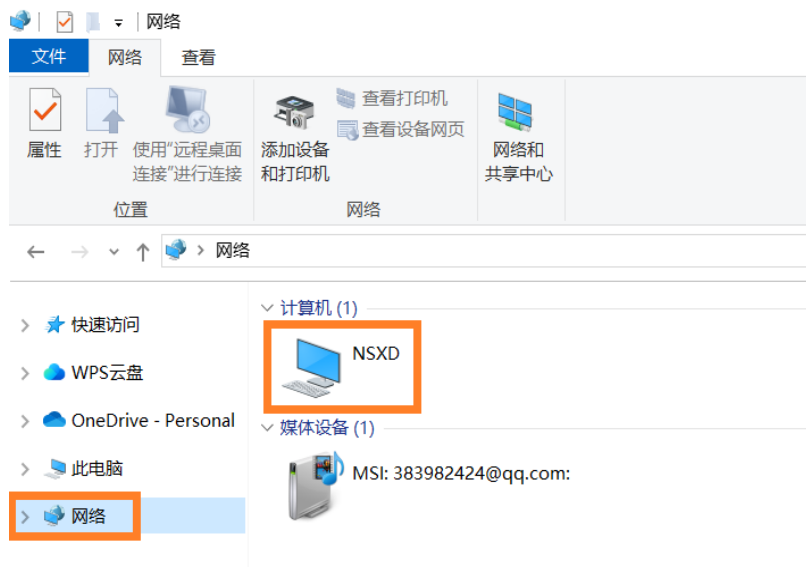 网络
文件 网络 查看
属性 打开 使用“远程桌面连接”进行连接
添加设备和打印机
查看打印机
查看设备网页
网络和共享中心
位置 网络
网络
快速访问
WPS云盘
OneDrive - Personal
此电脑
网络
计算机 (1)
NSXD
媒体设备 (1)
MSI: 383982424@qq.com: